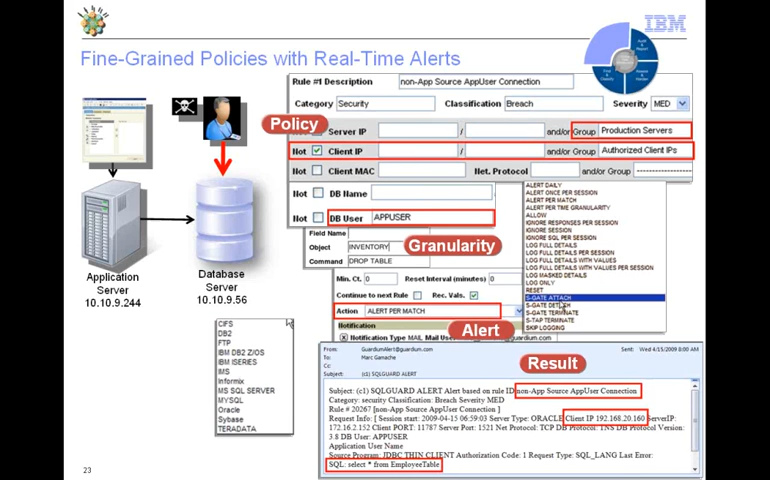 IBM
Fine-Grained Policies with Real-Time Alerts
Rule #1 Description non-App Source AppUser Connection
Category Security Classification Breach Severity MED
Policy
Server IP / and/or Group Production Servers
Not Client IP / and/or Group Authorized Client IPs
Not Client MAC Net. Protocol and/or Group
Not DB Name
Not DB User APPUSER
Field Name
Object INVENTORY
Command DROP TABLE
Granularity
Min. Ct. 0 Reset Interval (minutes) 0
Continue to next Rule Rec. Vals.
Action ALERT PER MATCH
Notification
Notification Type MAIL Mail User
Alert
ALERT DAILY
ALERT ONCE PER SESSION
ALERT PER MATCH
ALERT PER TIME GRANULARITY
ALLOW
IGNORE RESPONSES PER SESSION
IGNORE SESSION
IGNORE SQL PER SESSION
LOG FULL DETAILS
LOG FULL DETAILS PER SESSION
LOG FULL DETAILS WITH VALUES
LOG FULL DETAILS WITH VALUES PER SESSION
LOG MASKED DETAILS
LOG ONLY
RESET
S-GATE ATTACH
S-GATE DETACH
S-GATE TERMINATE
S-TAP TERMINATE
SKIP LOGGING
Application
Server
10.10.9.244
Database
Server
10.10.9.56
CIFS
DB2
FTP
IBM DB2 Z/OS
IBM ISERIES
IMS
Informix
MS SQL SERVER
MYSQL
Oracle
Sybase
TERADATA
Result
From: GuardiumAlert@guardium.com Sent: Wed 4/15/2009 8:00 AM
To: Marc Gamache
Cc:
Subject: (c1) SQLGUARD ALERT
Subject: (c1) SQLGUARD ALERT Alert based on rule ID non-App Source AppUser Connection
Category: security Classification: Breach Severity MED
Rule # 20267 [non-App Source AppUser Connection ]
Request Info: [ Session start: 2009-04-15 06:59:03 Server Type: ORACLE Client IP 192.168.20.160 ServerIP:
172.16.2.152 Client PORT: 11787 Server Port: 1521 Net Protocol: TCP DB Protocol: TNS DB Protocol Version:
3.8 DB User: APPUSER
Application User Name
Source Program: JDBC THIN CLIENT Authorization Code: 1 Request Type: SQL_LANG Last Error:
SQL: select * from EmployeeTable
23